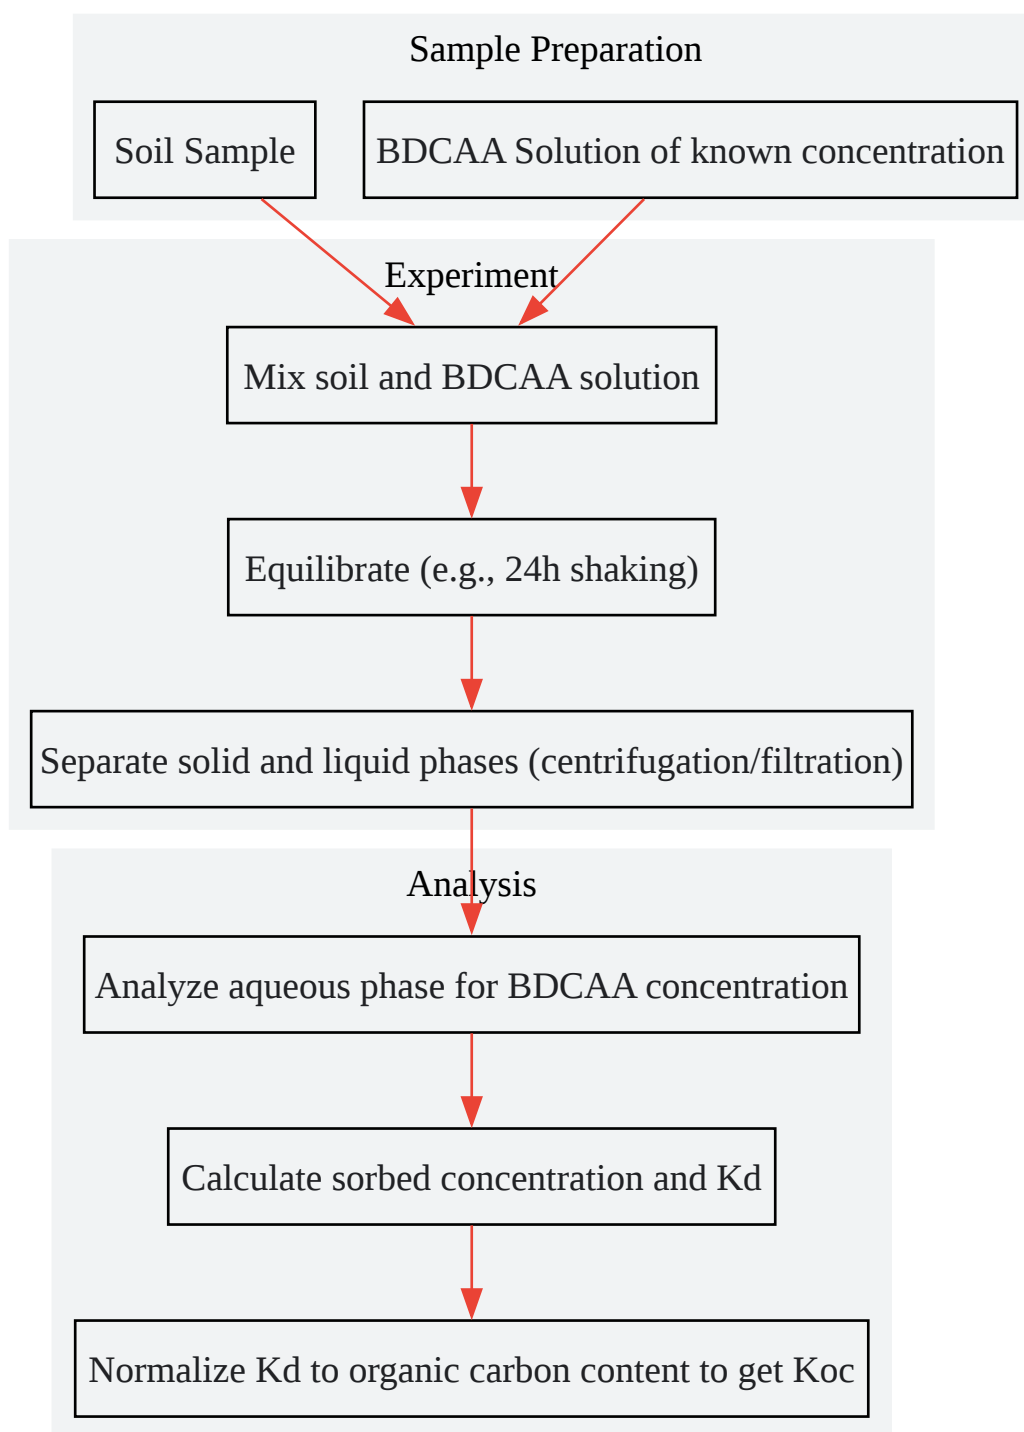 Sample Preparation
Soil Sample
BDCAA Solution of known concentration
Experiment
Mix soil and BDCAA solution
Equilibrate (e.g., 24h shaking)
Separate solid and liquid phases (centrifugation/filtration)
Analysis
Analyze aqueous phase for BDCAA concentration
Calculate sorbed concentration and Kd
Normalize Kd to organic carbon content to get Koc